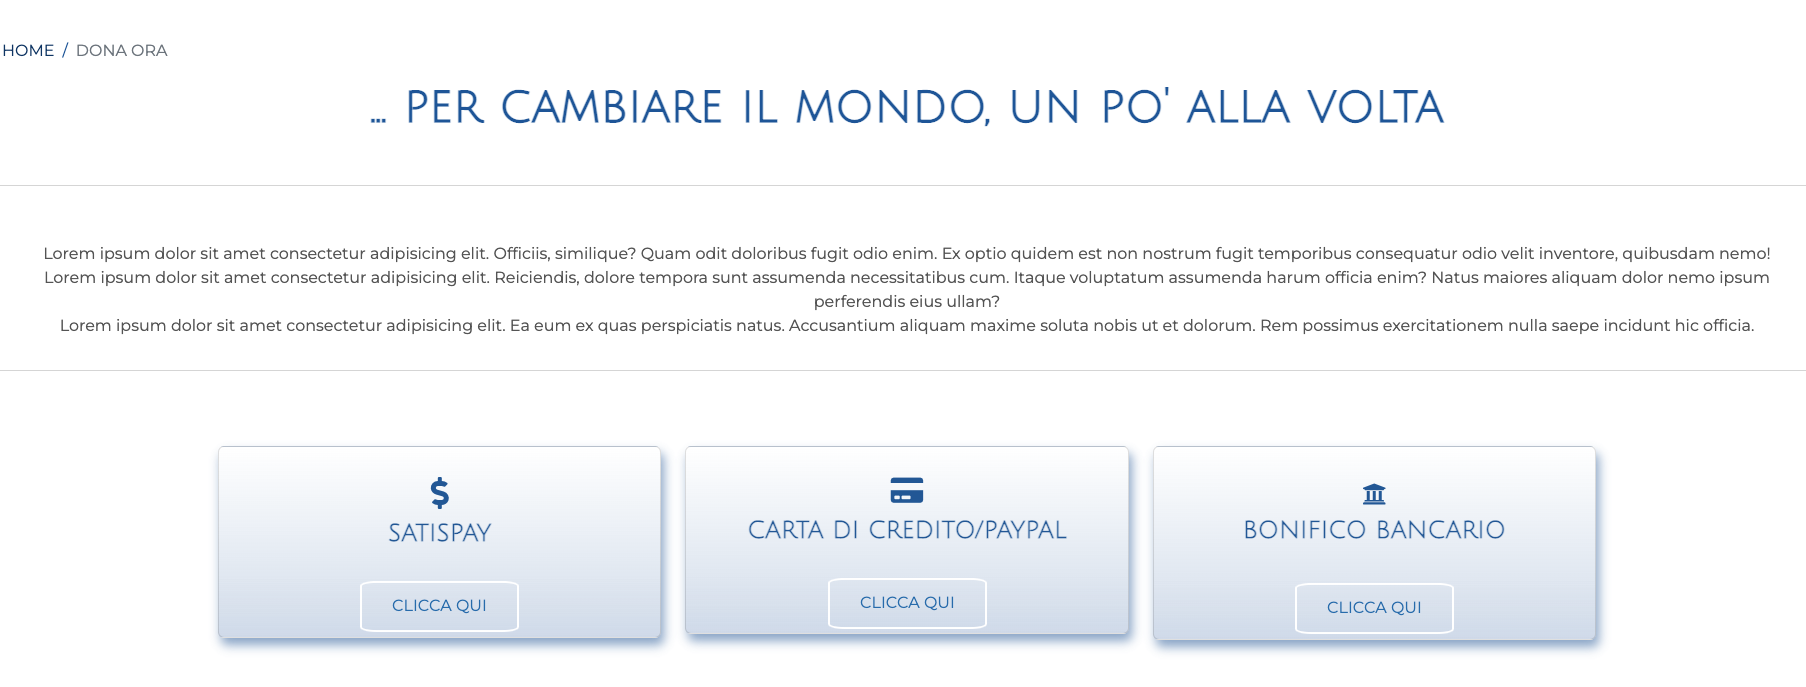 HOME / DONA ORA
... PER CAMBIARE IL MONDO, UN PO' ALLA VOLTA
Lorem ipsum dolor sit amet consectetur adipisicing elit. Officiis, similique? Quam odit doloribus fugit odio enim. Ex optio quidem est non nostrum fugit temporibus consequatur odio velit inventore, quibusdam nemo!
Lorem ipsum dolor sit amet consectetur adipisicing elit. Reiciendis, dolore tempora sunt assumenda necessitatibus cum. Itaque voluptatum assumenda harum officia enim? Natus maiores aliquam dolor nemo ipsum
perferendis eius ullam?
Lorem ipsum dolor sit amet consectetur adipisicing elit. Ea eum ex quas perspiciatis natus. Accusantium aliquam maxime soluta nobis ut et dolorum. Rem possimus exercitationem nulla saepe incidunt hic officia.
SATISPAY
CLICCA QUI
CARTA DI CREDITO/PAYPAL
CLICCA QUI
BONIFICO BANCARIO
CLICCA QUI